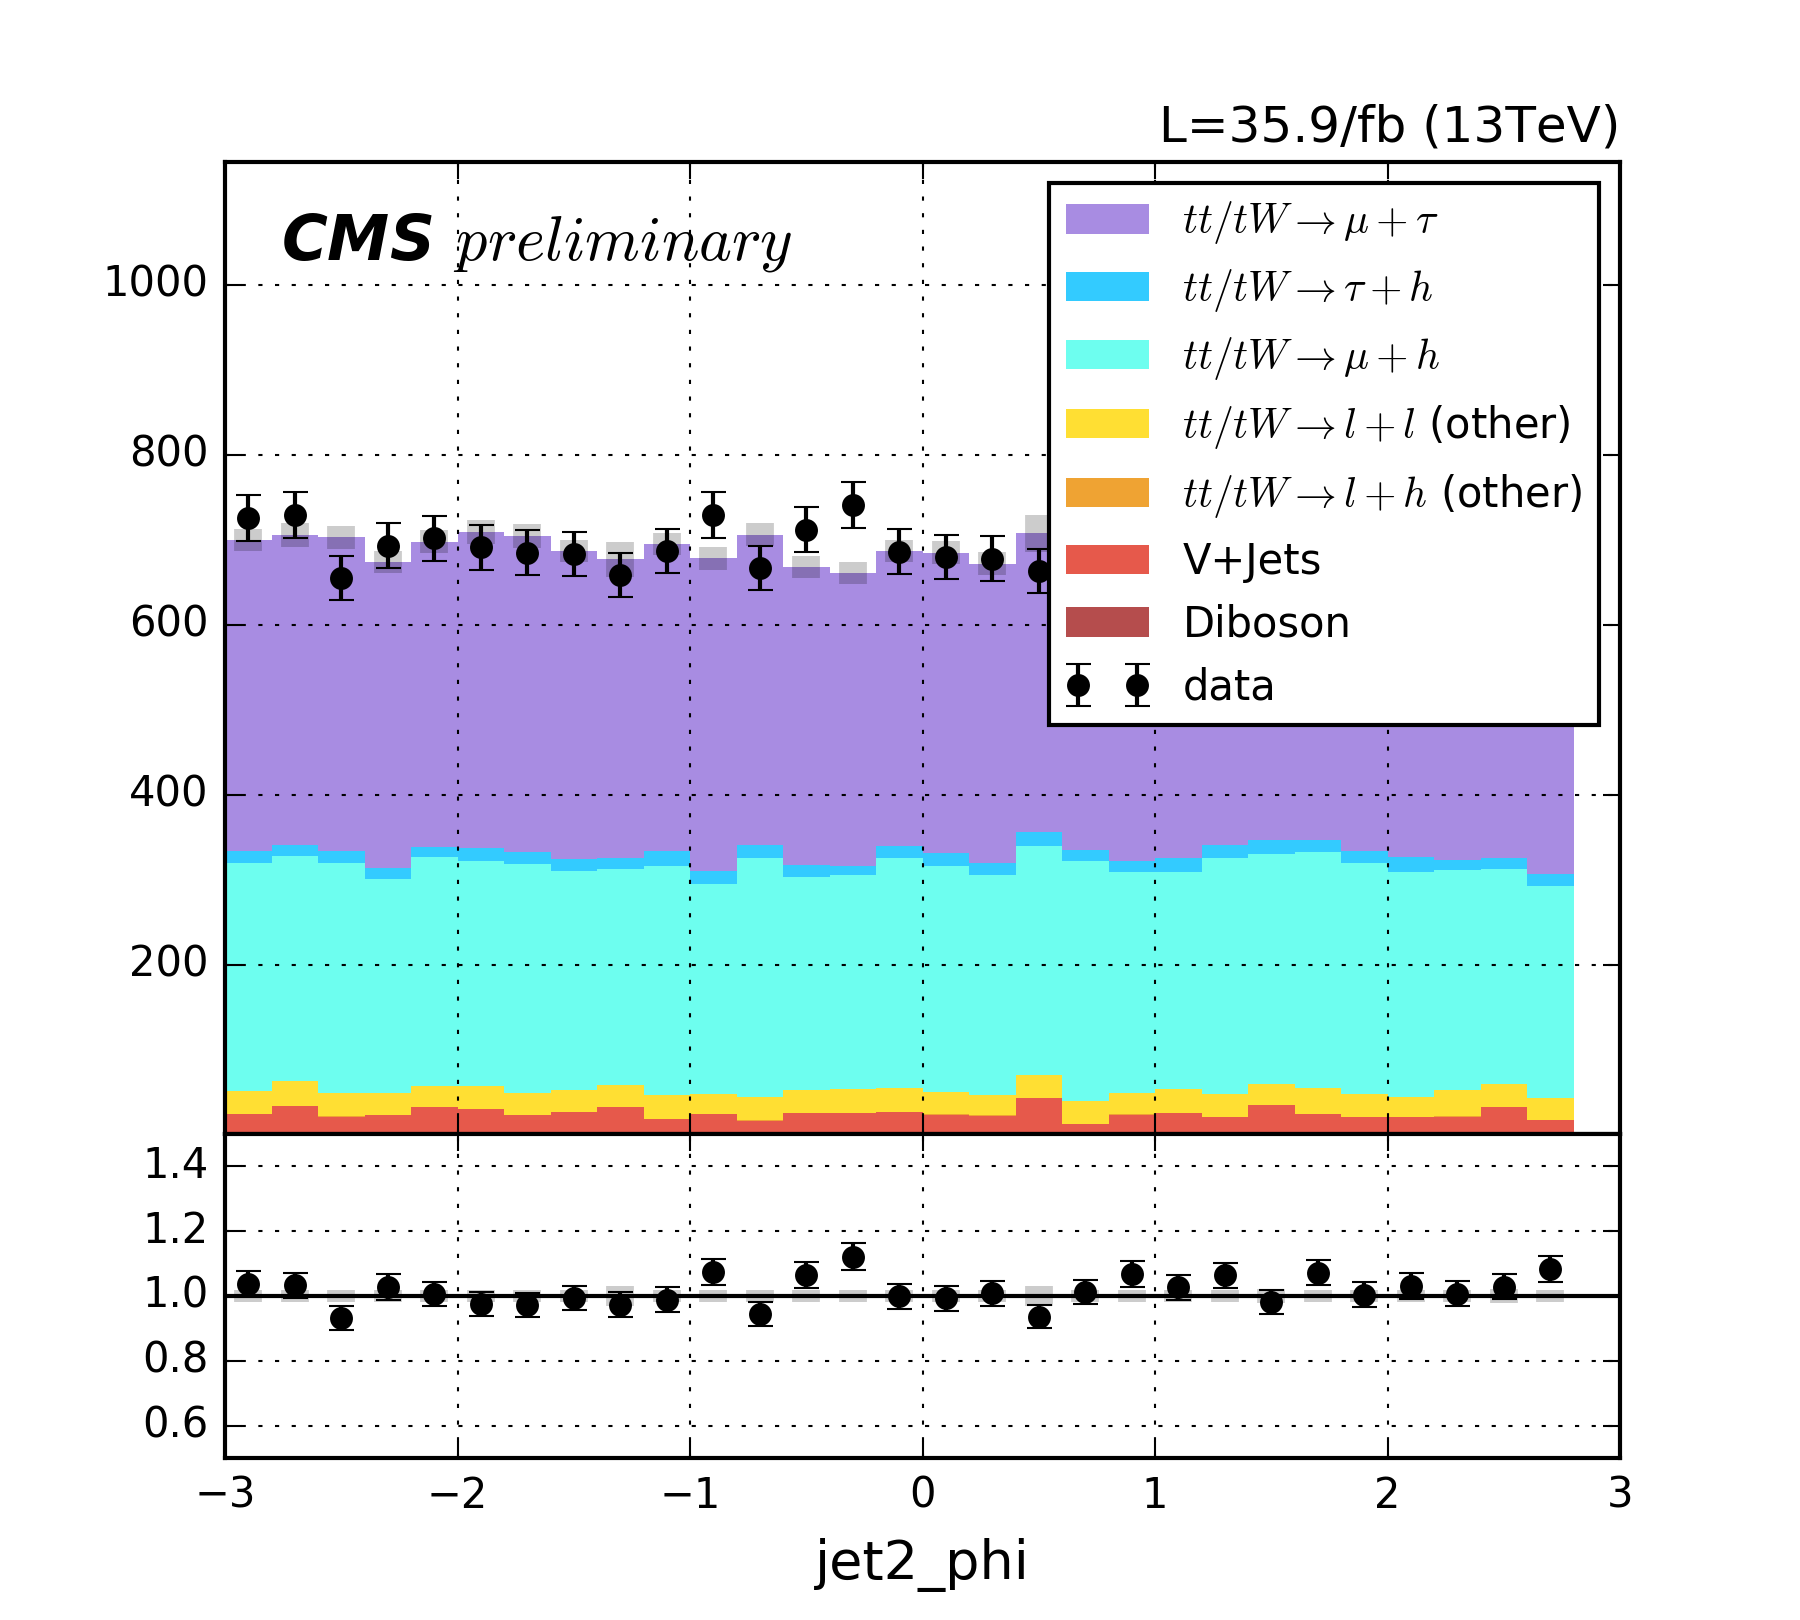 L=35.9/fb (13TeV)
CMS preliminary
tt/tW → μ + τ
tt/tW → τ + h
tt/tW → μ + h
tt/tW → l + l (other)
tt/tW → l + h (other)
V+Jets
Diboson
data
1000
800
600
400
200
1.4
1.2
1.0
0.8
0.6
−3 −2 −1 0 1 2 3
jet2_phi